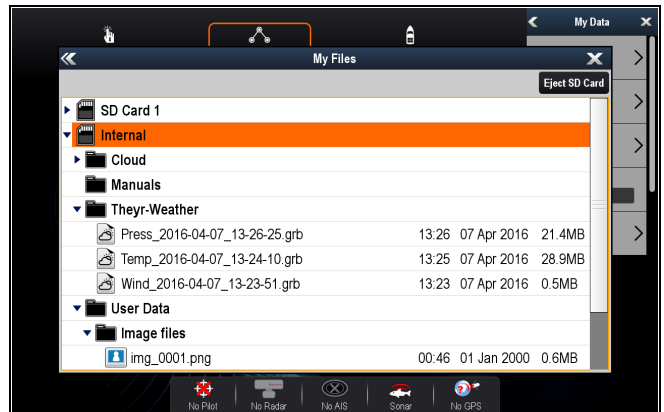 My Data
My Files
Eject SD Card
SD Card 1
Internal
Cloud
Manuals
Theyr-Weather
Press_2016-04-07_13-26-25.grb 13:26 07 Apr 2016 21.4MB
Temp_2016-04-07_13-24-10.grb 13:25 07 Apr 2016 28.9MB
Wind_2016-04-07_13-23-51.grb 13:23 07 Apr 2016 0.5MB
User Data
Image files
img_0001.png 00:46 01 Jan 2000 0.6MB
No Pilot No Radar No AIS Sonar No GPS